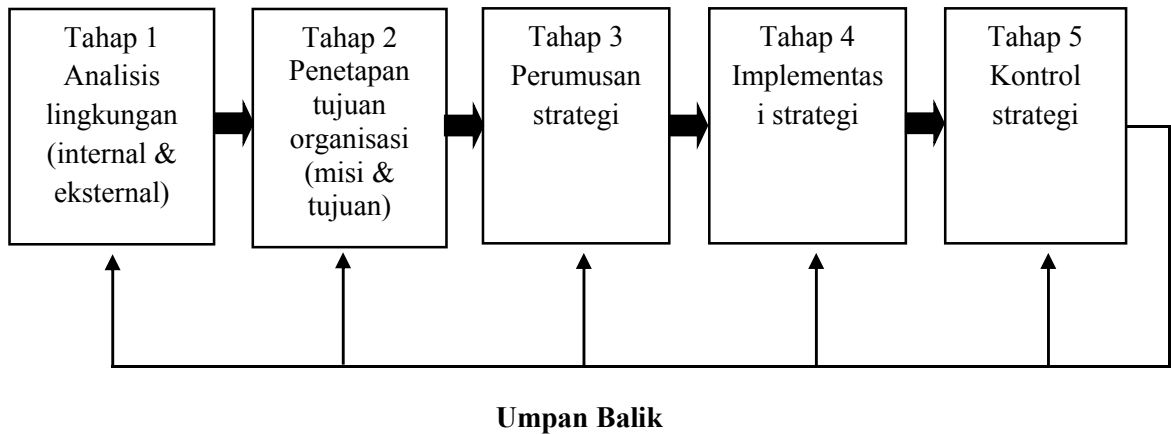 Tahap 1
Analisis
lingkungan
(internal &
eksternal)
Tahap 2
Penetapan
tujuan
organisasi
(misi &
tujuan)
Tahap 3
Perumusan
strategi
Tahap 4
Implementas
i strategi
Tahap 5
Kontrol
strategi
Umpan Balik